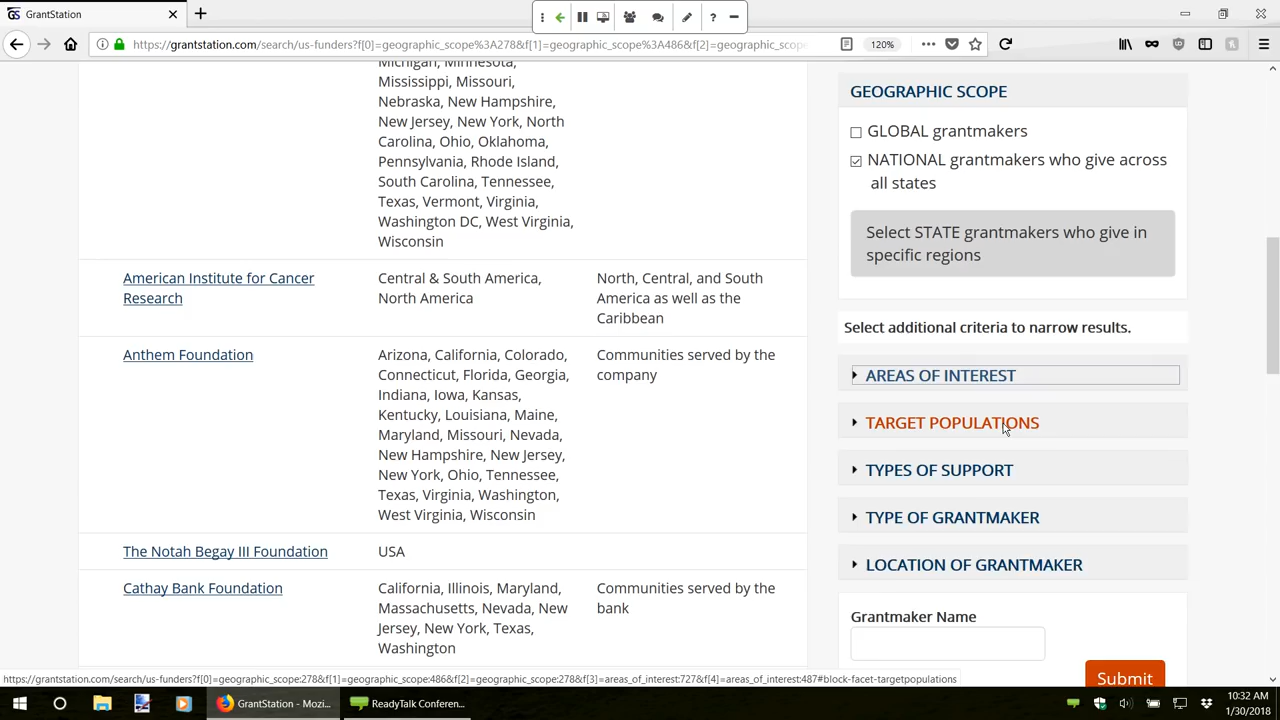 GS GrantStation
https://grantstation.com/search/us-funders?f[0]=geographic_scope%3A278&f[1]=geographic_scope%3A486&f[2]=geographic_scope
120%
Michigan, Minnesota,
Mississippi, Missouri,
Nebraska, New Hampshire,
New Jersey, New York, North
Carolina, Ohio, Oklahoma,
Pennsylvania, Rhode Island,
South Carolina, Tennessee,
Texas, Vermont, Virginia,
Washington DC, West Virginia,
Wisconsin
American Institute for Cancer
Research
Central & South America,
North America
North, Central, and South
America as well as the
Caribbean
Anthem Foundation
Arizona, California, Colorado,
Connecticut, Florida, Georgia,
Indiana, Iowa, Kansas,
Kentucky, Louisiana, Maine,
Maryland, Missouri, Nevada,
New Hampshire, New Jersey,
New York, Ohio, Tennessee,
Texas, Virginia, Washington,
West Virginia, Wisconsin
Communities served by the
company
The Notah Begay III Foundation
USA
Cathay Bank Foundation
California, Illinois, Maryland,
Massachusetts, Nevada, New
Jersey, New York, Texas,
Washington
Communities served by the
bank
GEOGRAPHIC SCOPE
GLOBAL grantmakers
NATIONAL grantmakers who give across
all states
Select STATE grantmakers who give in
specific regions
Select additional criteria to narrow results.
AREAS OF INTEREST
TARGET POPULATIONS
TYPES OF SUPPORT
TYPE OF GRANTMAKER
LOCATION OF GRANTMAKER
Grantmaker Name
Submit
https://grantstation.com/search/us-funders?f[0]=geographic_scope:278&f[1]=geographic_scope:486&f[2]=geographic_scope:278&f[3]=areas_of_interest:727&f[4]=areas_of_interest:487#block-facet-targetpopulations
GrantStation - Mozi...
ReadyTalk Conferen...
10:32 AM
1/30/2018